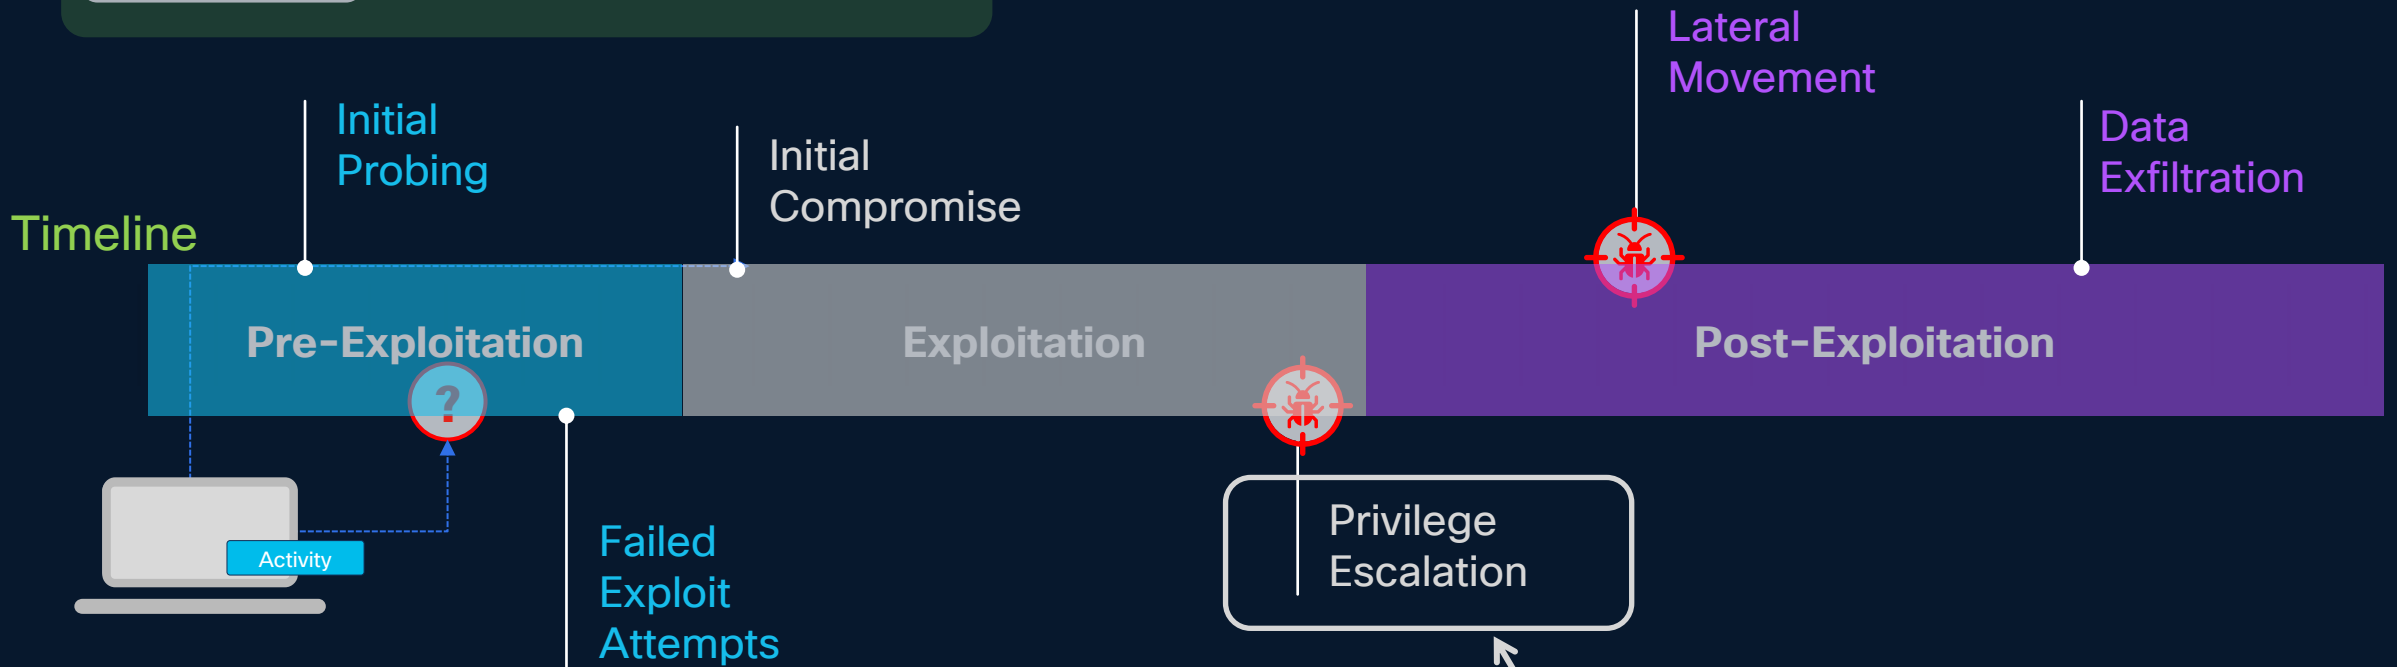 Lateral
Movement
Initial
Probing
Initial
Compromise
Data
Exfiltration
Timeline
Pre-Exploitation
Exploitation
Post-Exploitation
?
Activity
Failed
Exploit
Attempts
Privilege
Escalation